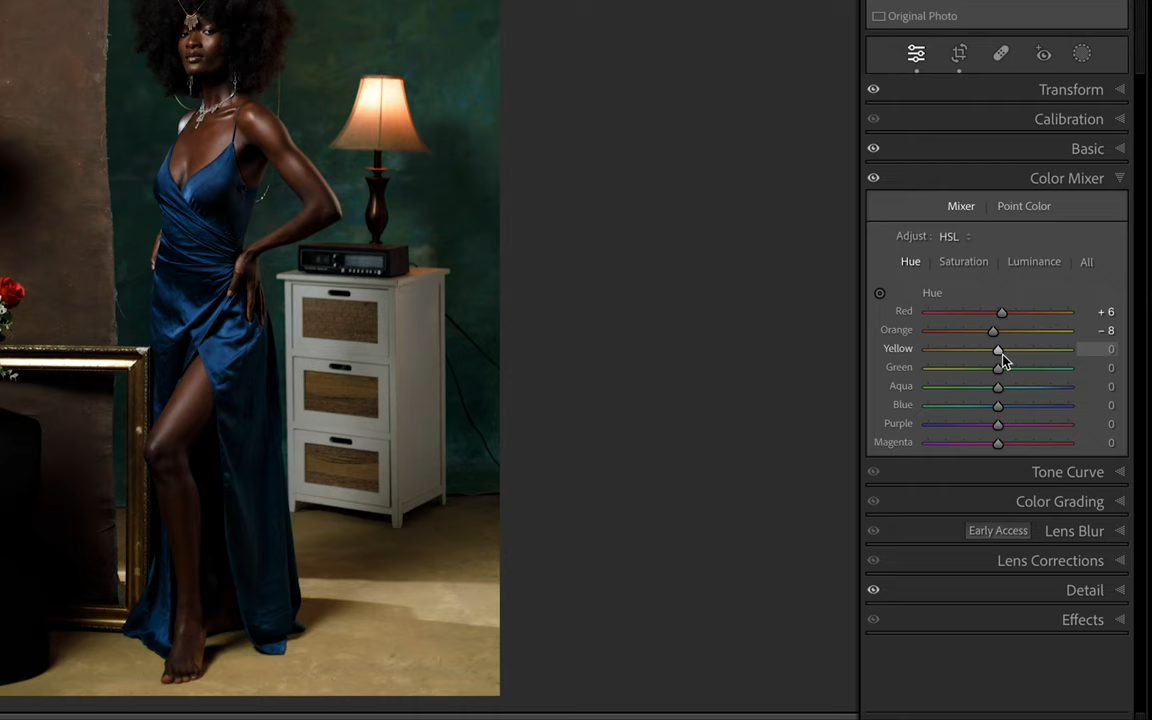 Original Photo
Transform
Calibration
Basic
Color Mixer
Mixer | Point Color
Adjust : HSL
Hue | Saturation | Luminance | All
Hue
Red + 6
Orange – 8
Yellow 0
Green 0
Aqua 0
Blue 0
Purple 0
Magenta 0
Tone Curve
Color Grading
Early Access Lens Blur
Lens Corrections
Detail
Effects